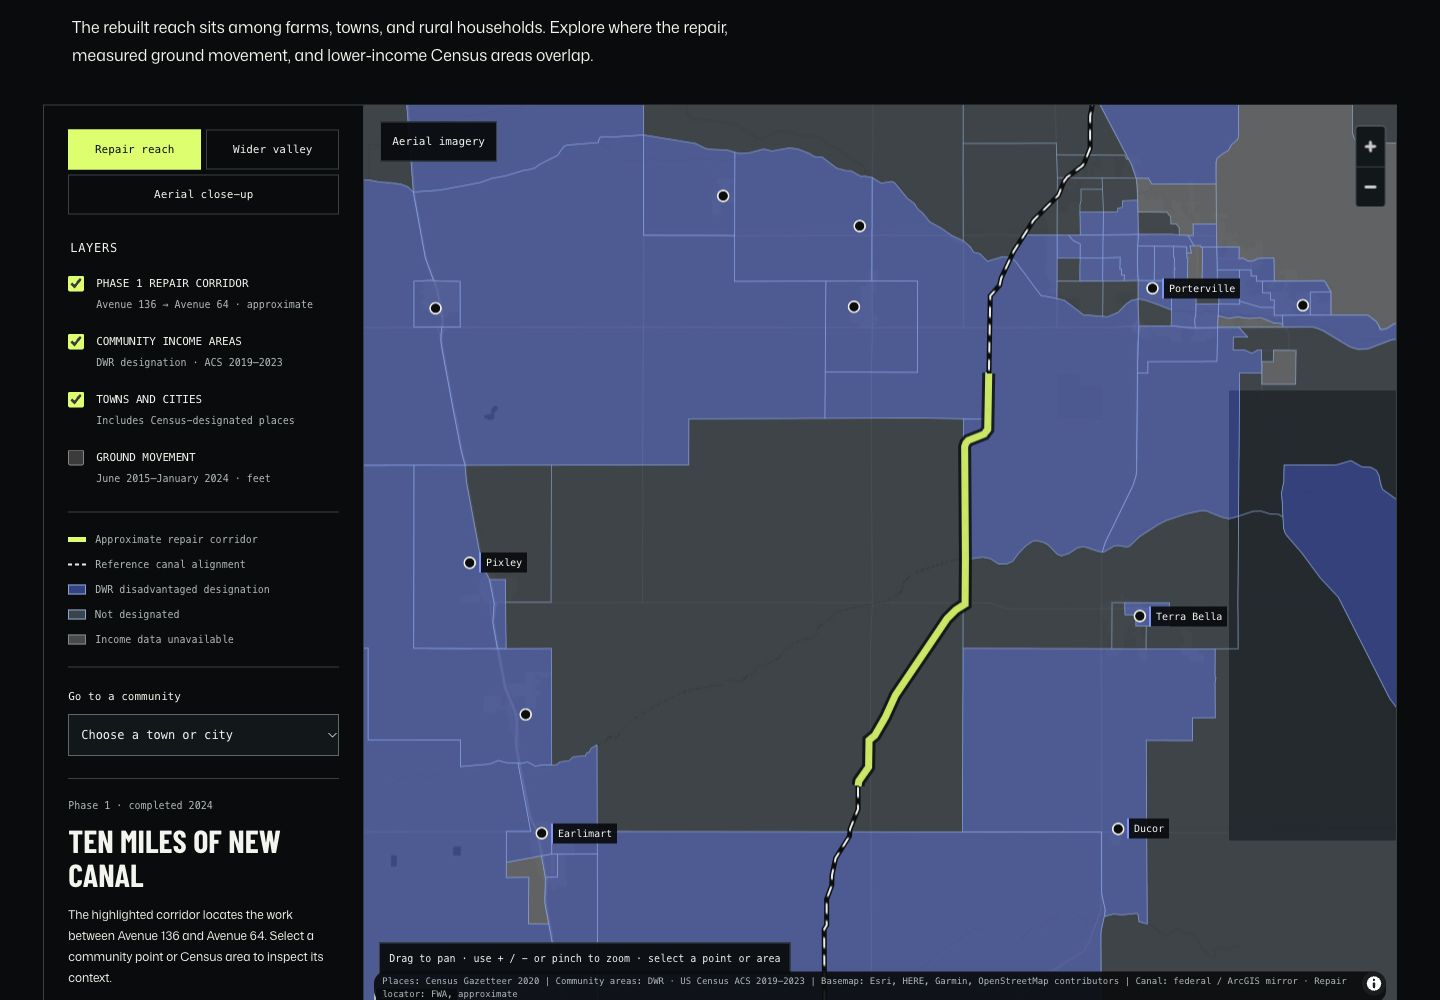 The rebuilt reach sits among farms, towns, and rural households. Explore where the repair,
measured ground movement, and lower-income Census areas overlap.
Repair reach
Wider valley
Aerial close-up
LAYERS
PHASE 1 REPAIR CORRIDOR
Avenue 136 → Avenue 64 · approximate
COMMUNITY INCOME AREAS
DWR designation · ACS 2019–2023
TOWNS AND CITIES
Includes Census-designated places
GROUND MOVEMENT
June 2015–January 2024 · feet
Approximate repair corridor
Reference canal alignment
DWR disadvantaged designation
Not designated
Income data unavailable
Go to a community
Choose a town or city
Phase 1 · completed 2024
TEN MILES OF NEW
CANAL
The highlighted corridor locates the work
between Avenue 136 and Avenue 64. Select a
community point or Census area to inspect its
context.
Aerial imagery
+
−
Porterville
Pixley
Terra Bella
Earlimart
Ducor
Drag to pan · use + / − or pinch to zoom · select a point or area
Places: Census Gazetteer 2020 | Community areas: DWR · US Census ACS 2019–2023 | Basemap: Esri, HERE, Garmin, OpenStreetMap contributors | Canal: federal / ArcGIS mirror · Repair
locator: FWA, approximate